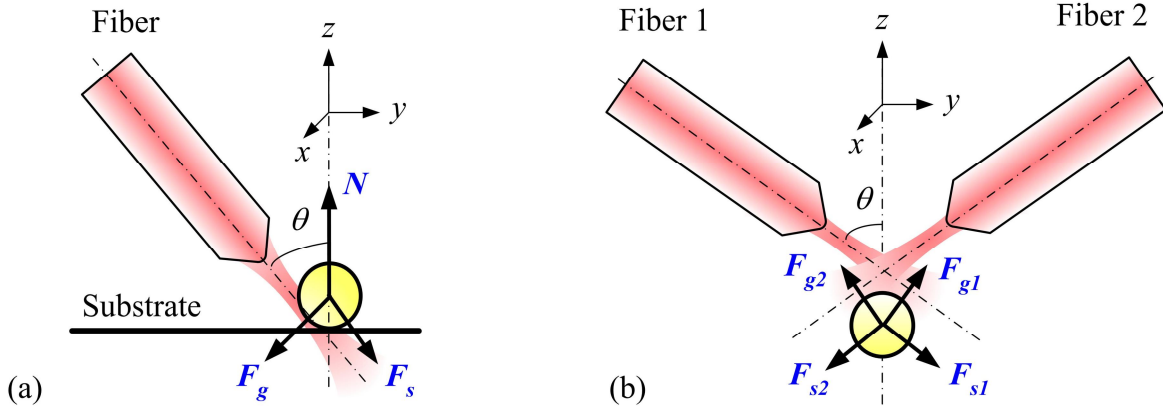 Fiber
z
y
x
N
θ
Substrate
F_g
F_s
(a)
Fiber 1
Fiber 2
z
y
x
θ
F_g2
F_g1
F_s2
F_s1
(b)